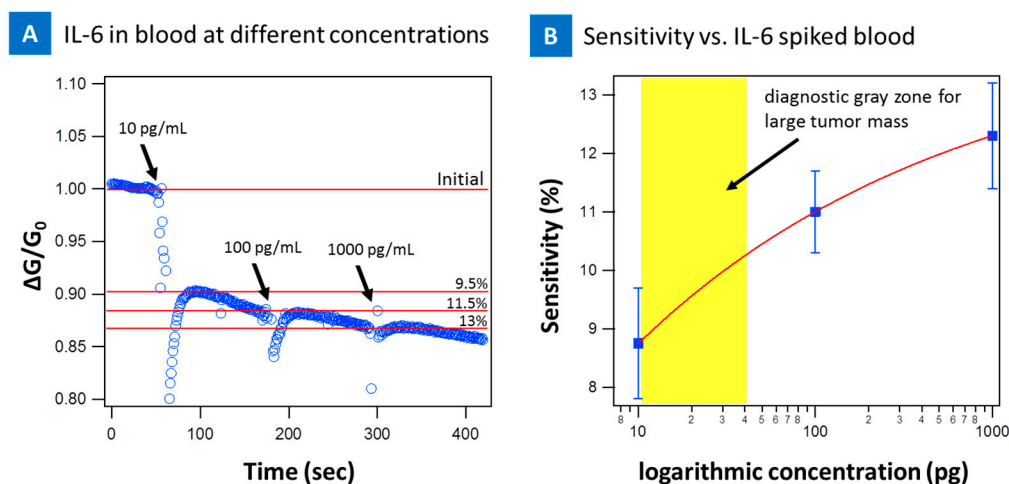 A IL-6 in blood at different concentrations
1.10
1.05
1.00
0.95
0.90
0.85
0.80
ΔG/G0
10 pg/mL
100 pg/mL
1000 pg/mL
Initial
9.5%
11.5%
13%
0 100 200 300 400
Time (sec)
B Sensitivity vs. IL-6 spiked blood
13
12
11
10
9
8
Sensitivity (%)
diagnostic gray zone for
large tumor mass
8 10 2 3 4 5 6 7 8 100 2 3 4 5 6 7 8 1000
logarithmic concentration (pg)